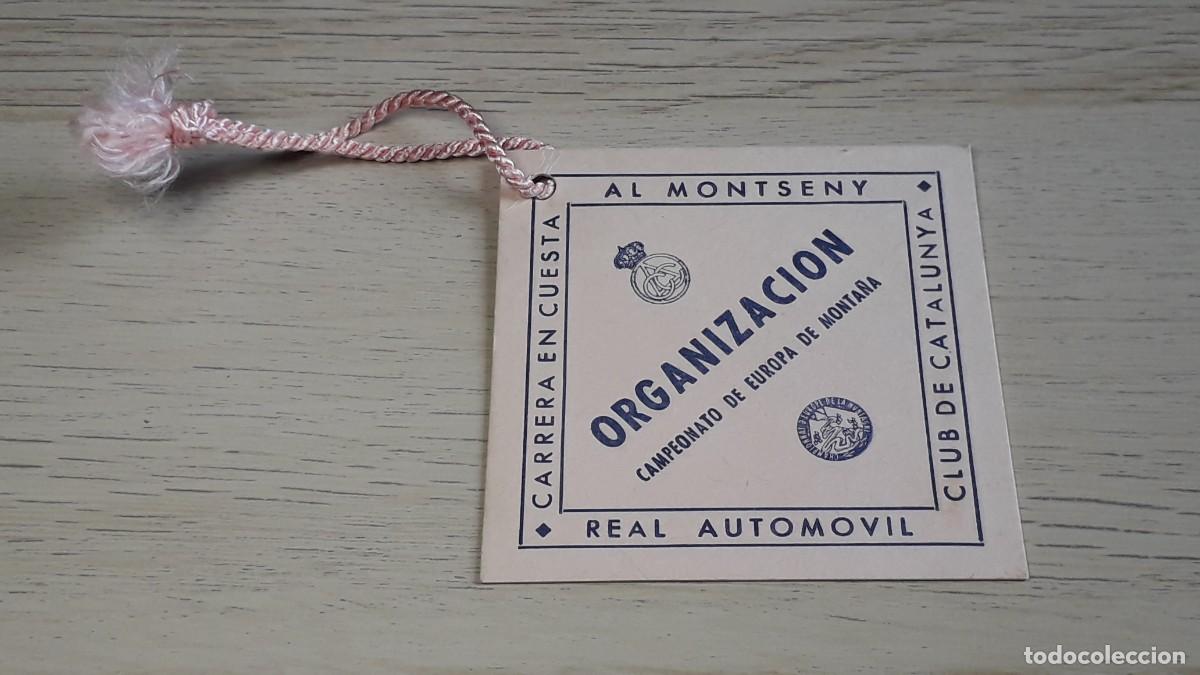 CARRERA EN CUESTA
AL MONTSENY
REAL AUTOMOVIL
CLUB DE CATALUNYA
ORGANIZACION
CAMPEONATO DE EUROPA DE MONTAÑA
todocoleccion